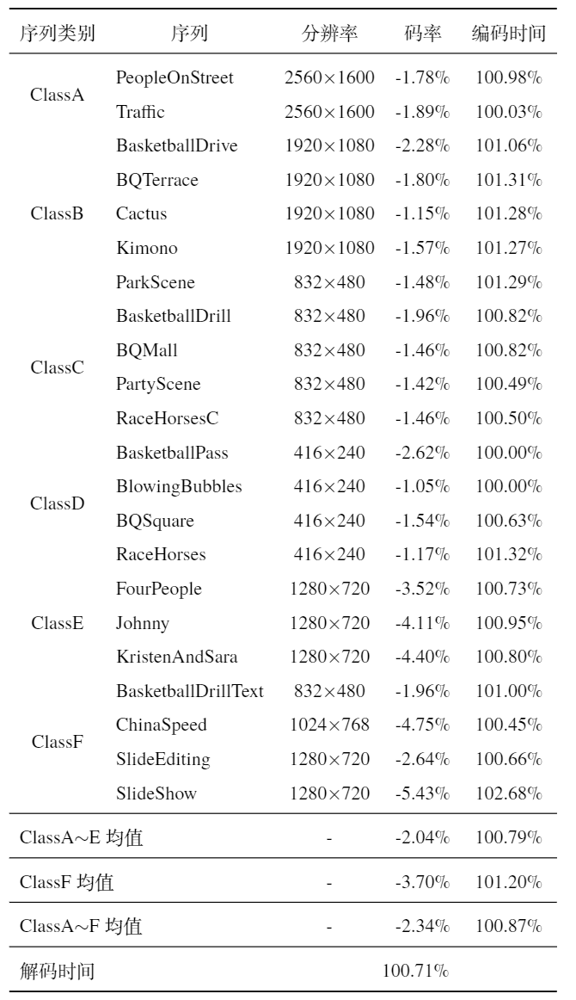 序列类别 序列 分辨率 码率 编码时间
PeopleOnStreet 2560×1600 -1.78% 100.98%
ClassA
Traffic 2560×1600 -1.89% 100.03%
BasketballDrive 1920×1080 -2.28% 101.06%
BQTerrace 1920×1080 -1.80% 101.31%
ClassB Cactus 1920×1080 -1.15% 101.28%
Kimono 1920×1080 -1.57% 101.27%
ParkScene 832×480 -1.48% 101.29%
BasketballDrill 832×480 -1.96% 100.82%
BQMall 832×480 -1.46% 100.82%
ClassC
PartyScene 832×480 -1.42% 100.49%
RaceHorsesC 832×480 -1.46% 100.50%
BasketballPass 416×240 -2.62% 100.00%
BlowingBubbles 416×240 -1.05% 100.00%
ClassD
BQSquare 416×240 -1.54% 100.63%
RaceHorses 416×240 -1.17% 101.32%
FourPeople 1280×720 -3.52% 100.73%
ClassE Johnny 1280×720 -4.11% 100.95%
KristenAndSara 1280×720 -4.40% 100.80%
BasketballDrillText 832×480 -1.96% 101.00%
ChinaSpeed 1024×768 -4.75% 100.45%
ClassF
SlideEditing 1280×720 -2.64% 100.66%
SlideShow 1280×720 -5.43% 102.68%
ClassA∼E 均值 - -2.04% 100.79%
ClassF 均值 - -3.70% 101.20%
ClassA∼F 均值 - -2.34% 100.87%
解码时间 100.71%